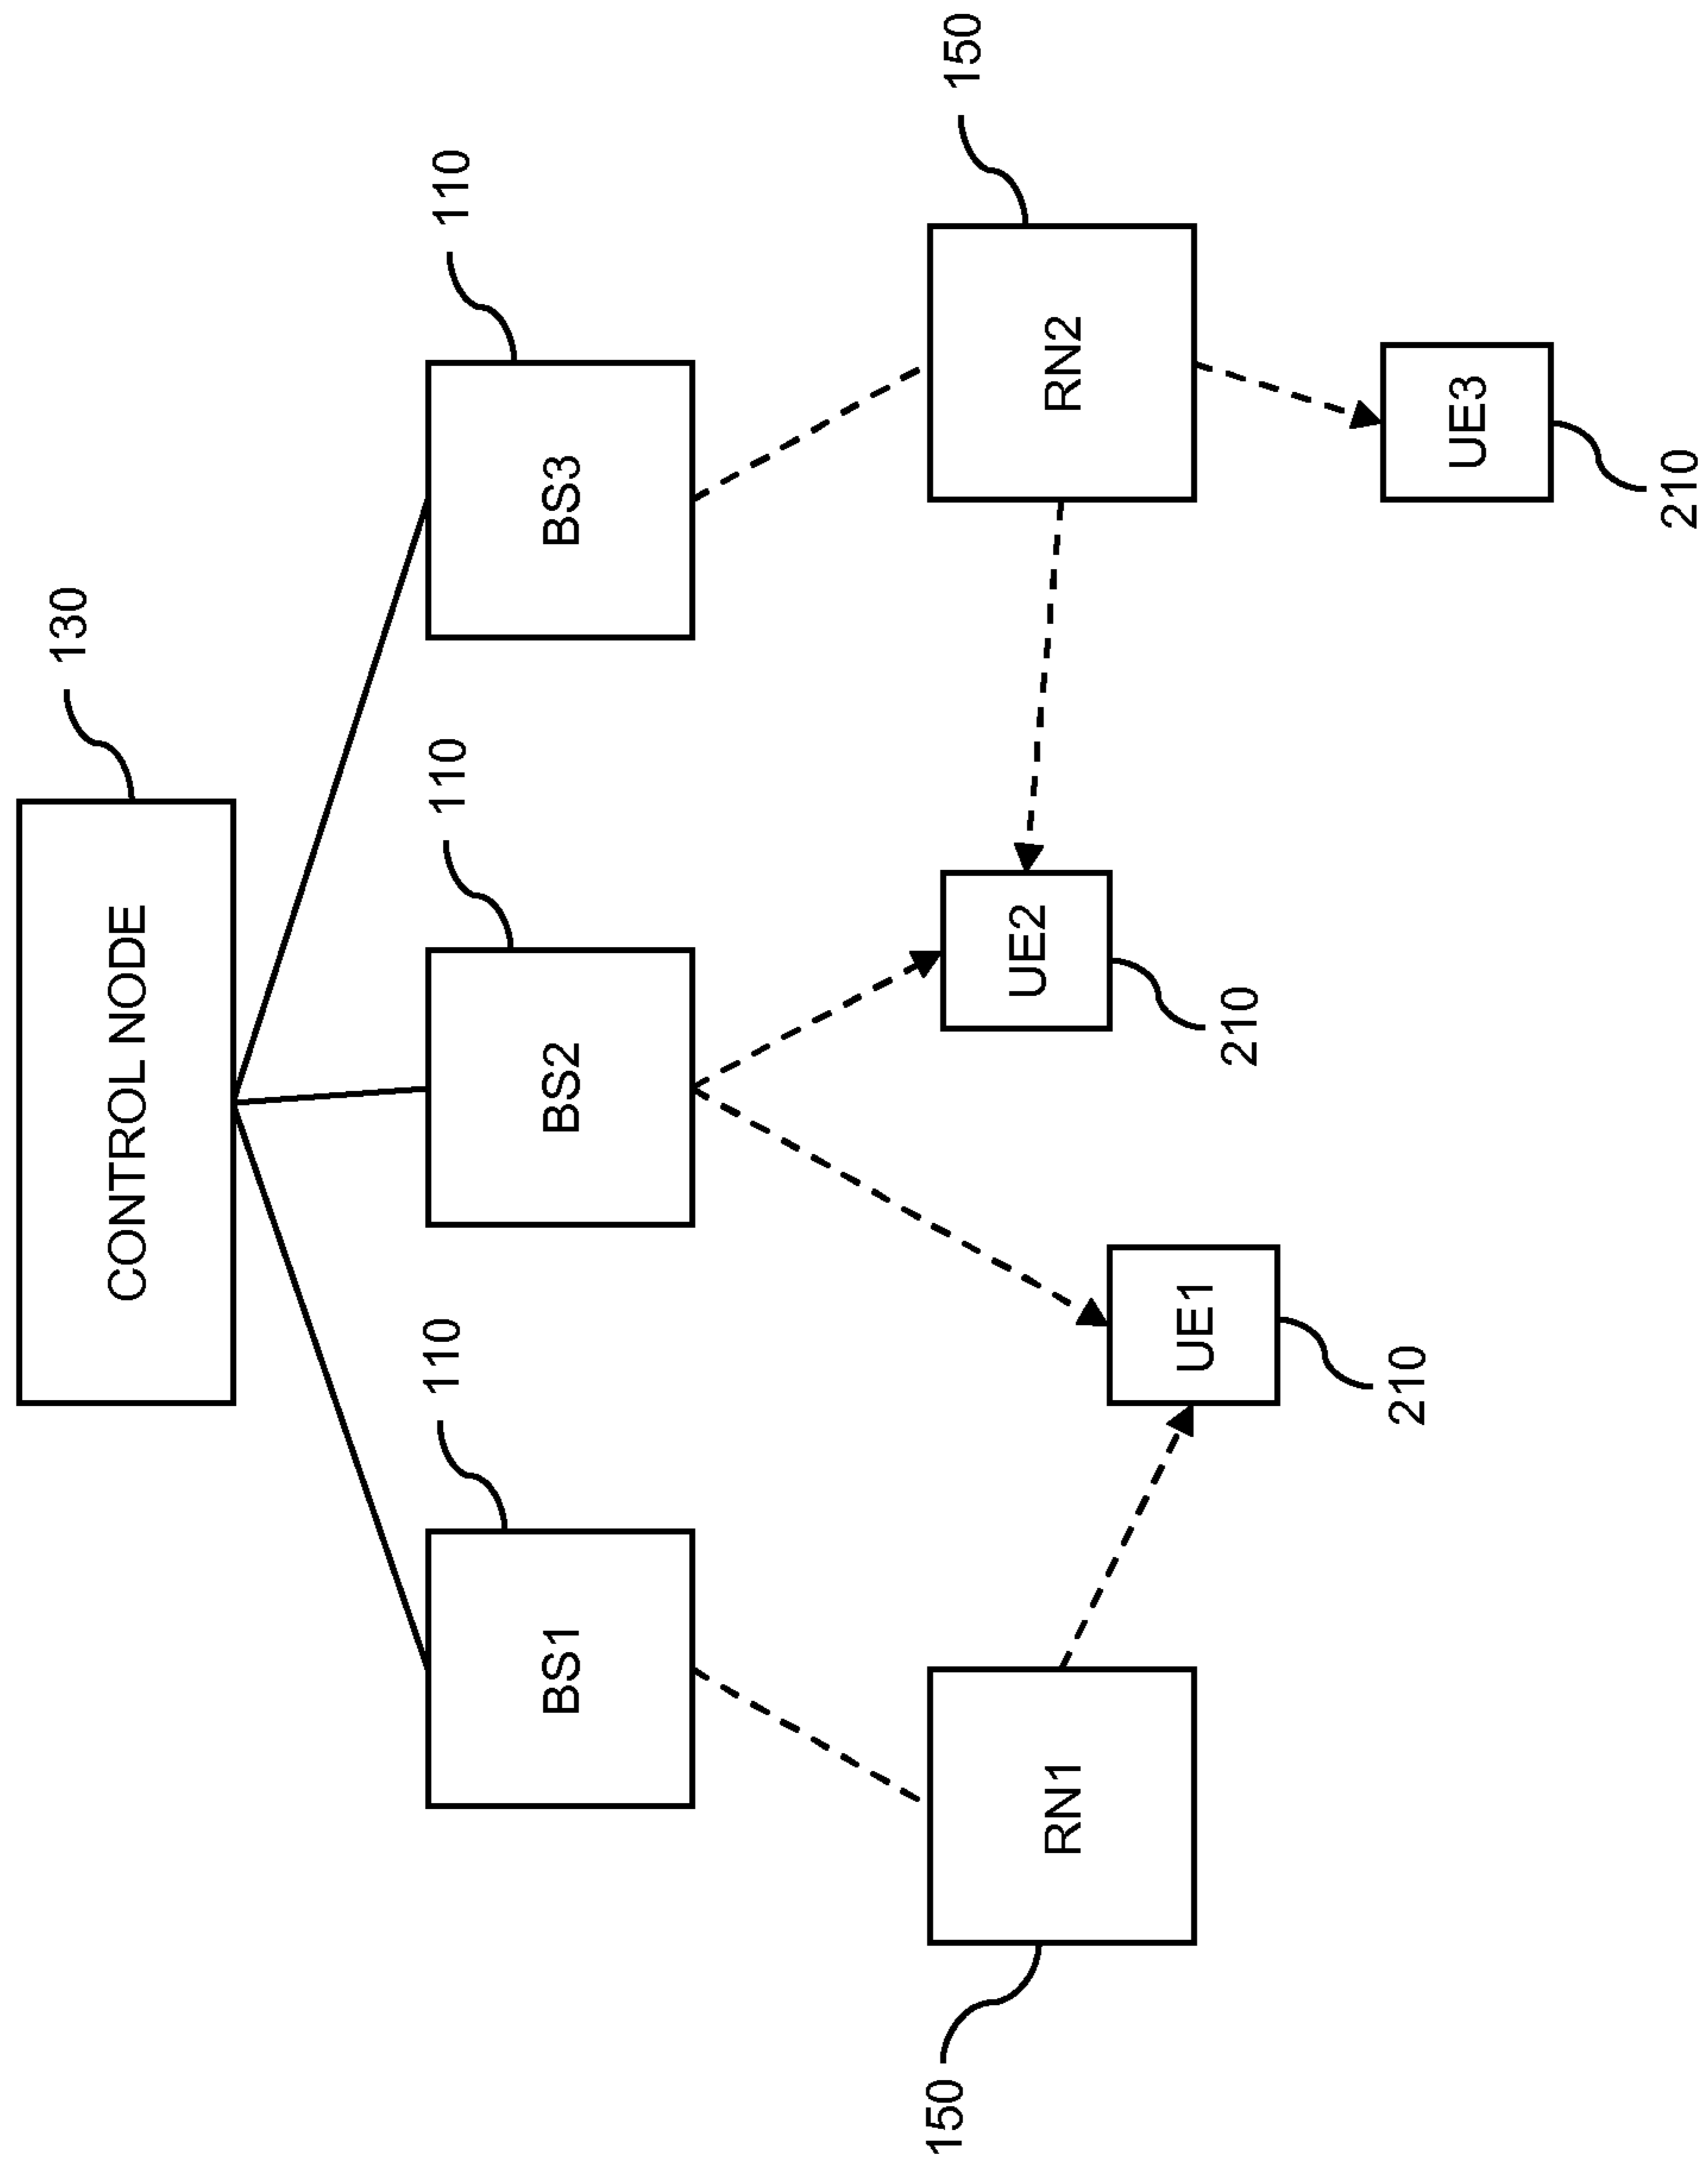 130
CONTROL NODE
110
110
110
BS1
BS2
BS3
150
150
RN1
UE1
UE2
RN2
UE3
210
210
210